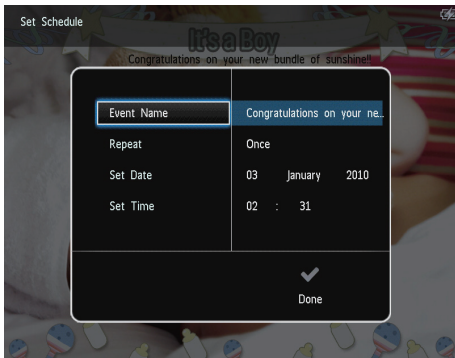 Set Schedule
It's a Boy
Congratulations on your new bundle of sunshine!!
Event Name
Congratulations on your ne...
Repeat
Once
Set Date
03 January 2010
Set Time
02 : 31
Done